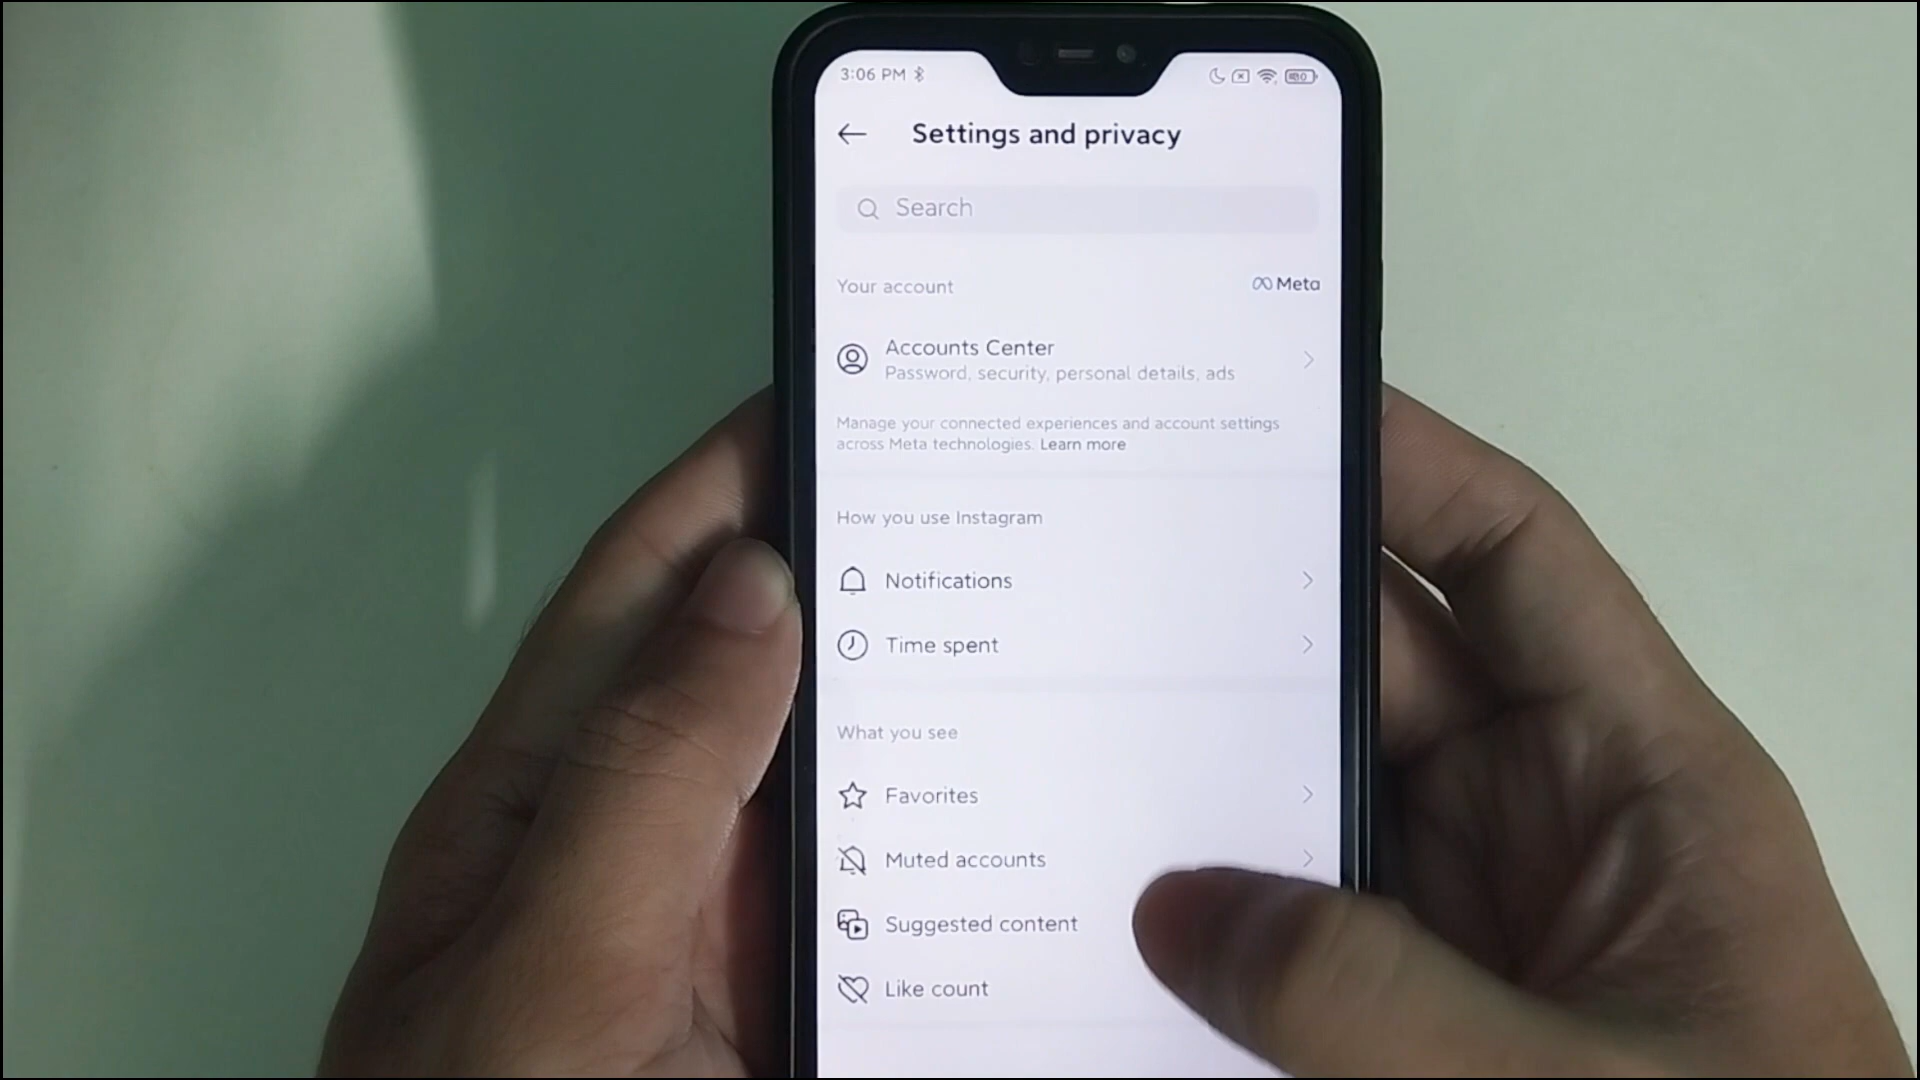 3:06 PM
Settings and privacy
Search
Your account
Meta
Accounts Center
Password, security, personal details, ads
Manage your connected experiences and account settings
across Meta technologies. Learn more
How you use Instagram
Notifications
Time spent
What you see
Favorites
Muted accounts
Suggested content
Like count